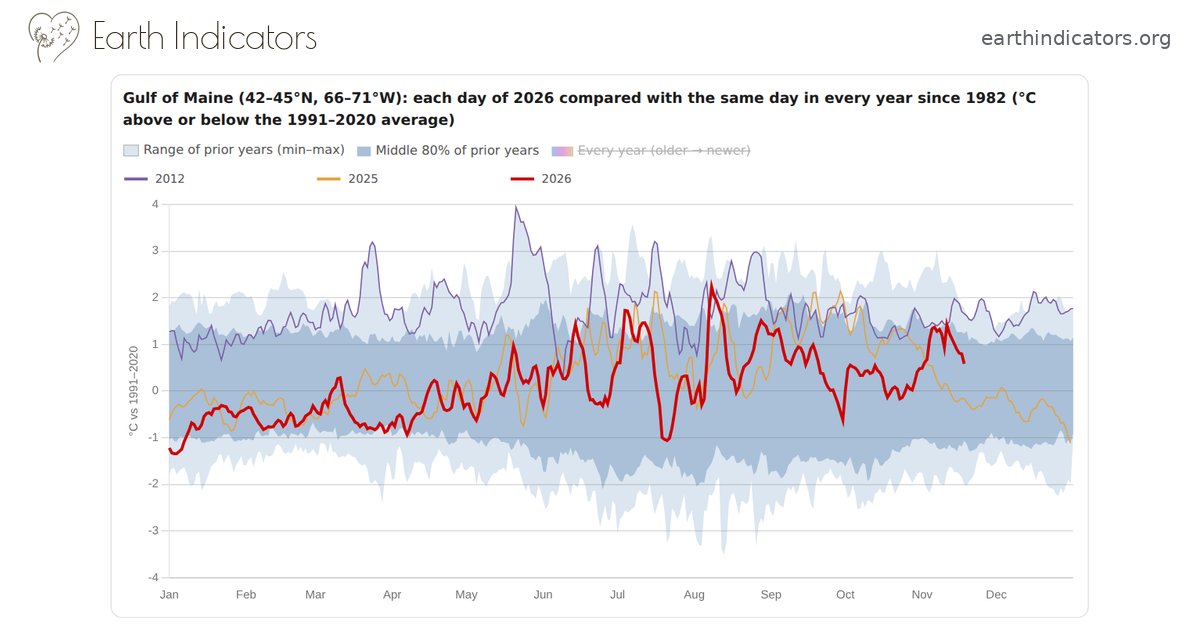 Earth Indicators
earthindicators.org
Gulf of Maine (42–45°N, 66–71°W): each day of 2026 compared with the same day in every year since 1982 (°C
above or below the 1991–2020 average)
Range of prior years (min–max) Middle 80% of prior years Every year (older → newer)
2012 2025 2026
°C vs 1991–2020
4
3
2
1
0
-1
-2
-3
-4
Jan Feb Mar Apr May Jun Jul Aug Sep Oct Nov Dec